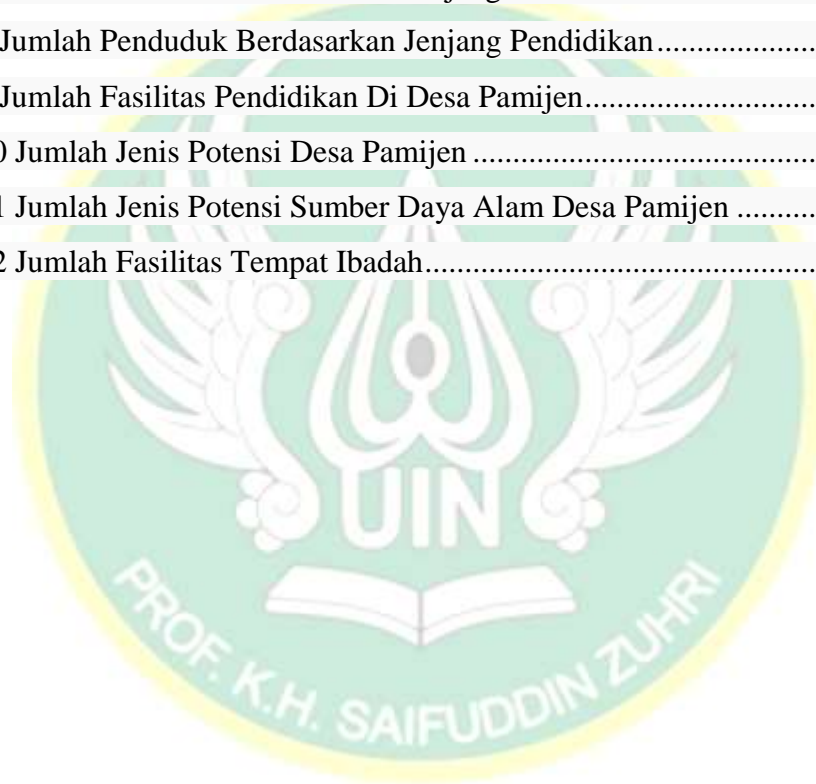 Jumlah Penduduk Berdasarkan Jenjang Pendidikan....................
Jumlah Fasilitas Pendidikan Di Desa Pamijen............................
0 Jumlah Jenis Potensi Desa Pamijen .........................................
1 Jumlah Jenis Potensi Sumber Daya Alam Desa Pamijen ..........
2 Jumlah Fasilitas Tempat Ibadah...............................................
UIN
PROF. K.H. SAIFUDDIN ZUHRI